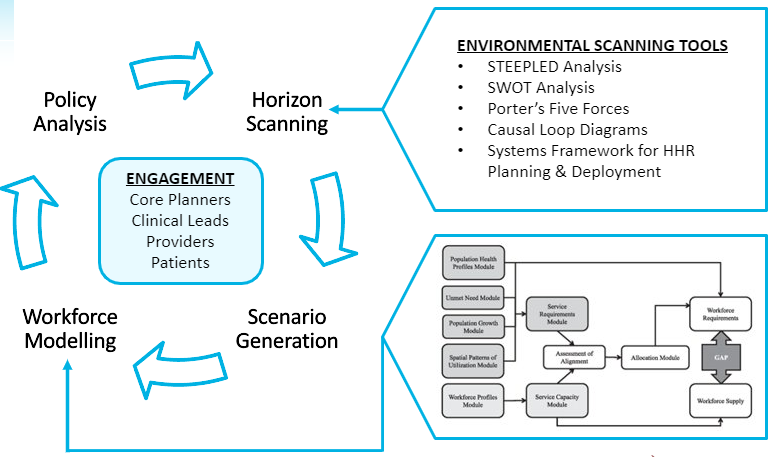 Policy
Analysis
Horizon
Scanning
ENVIRONMENTAL SCANNING TOOLS
• STEEPLED Analysis
• SWOT Analysis
• Porter’s Five Forces
• Causal Loop Diagrams
• Systems Framework for HHR
Planning & Deployment
ENGAGEMENT
Core Planners
Clinical Leads
Providers
Patients
Workforce
Modelling
Scenario
Generation
Population Health
Profiles Module
Unmet Need Module
Population Growth
Module
Spatial Patterns of
Utilization Module
Workforce Profiles
Module
Service
Requirements
Module
Assessment of
Alignment
Service Capacity
Module
Allocation Module
Workforce
Requirements
GAP
Workforce Supply